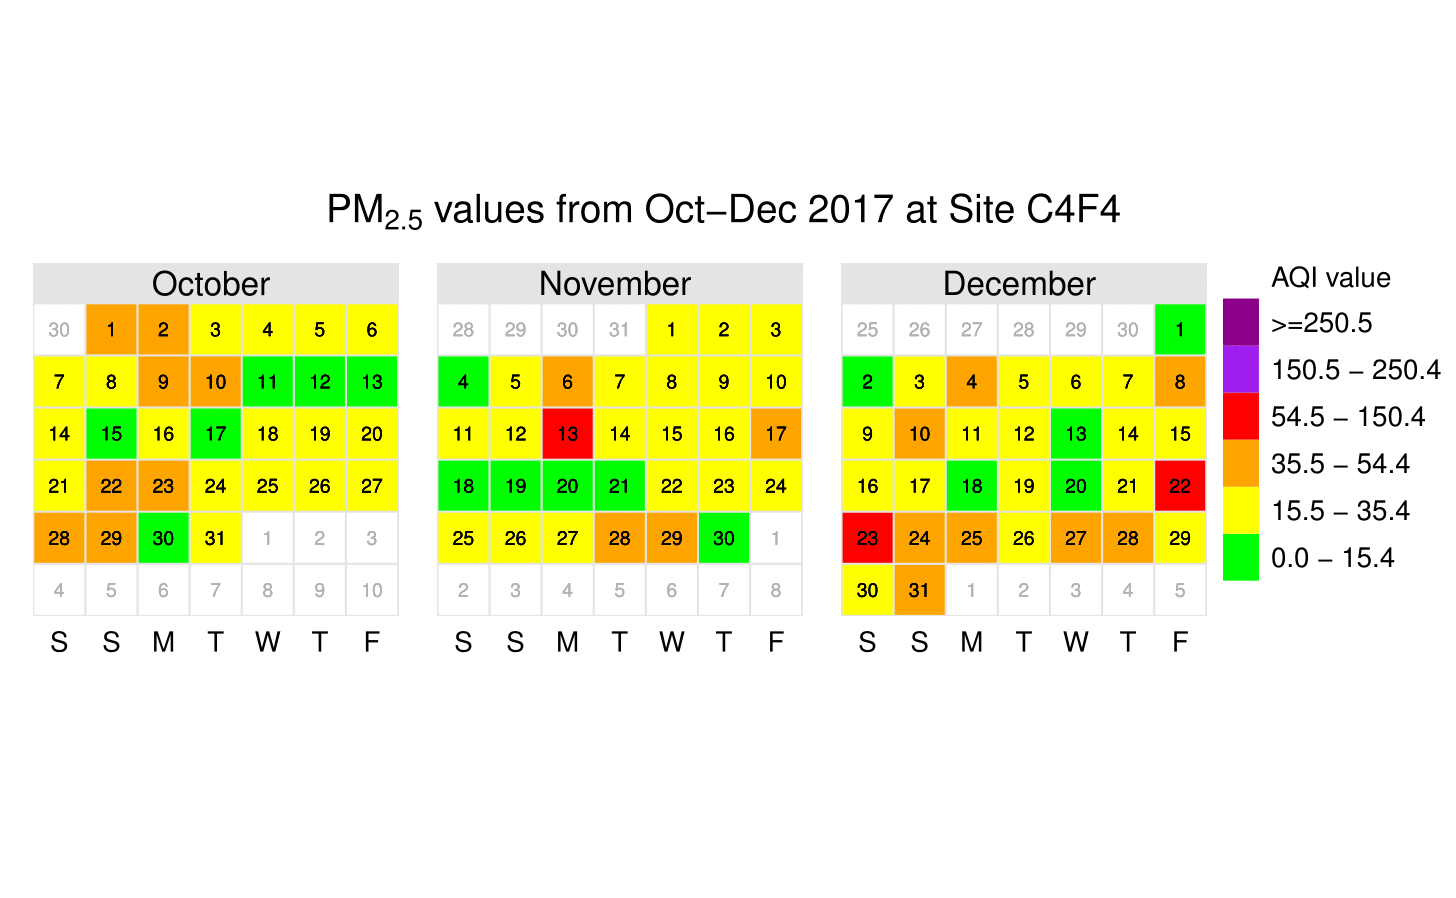 PM2.5 values from Oct−Dec 2017 at Site C4F4
October
30 1 2 3 4 5 6
7 8 9 10 11 12 13
14 15 16 17 18 19 20
21 22 23 24 25 26 27
28 29 30 31 1 2 3
4 5 6 7 8 9 10
S S M T W T F
November
28 29 30 31 1 2 3
4 5 6 7 8 9 10
11 12 13 14 15 16 17
18 19 20 21 22 23 24
25 26 27 28 29 30 1
2 3 4 5 6 7 8
S S M T W T F
December
25 26 27 28 29 30 1
2 3 4 5 6 7 8
9 10 11 12 13 14 15
16 17 18 19 20 21 22
23 24 25 26 27 28 29
30 31 1 2 3 4 5
S S M T W T F
AQI value
>=250.5
150.5 − 250.4
54.5 − 150.4
35.5 − 54.4
15.5 − 35.4
0.0 − 15.4